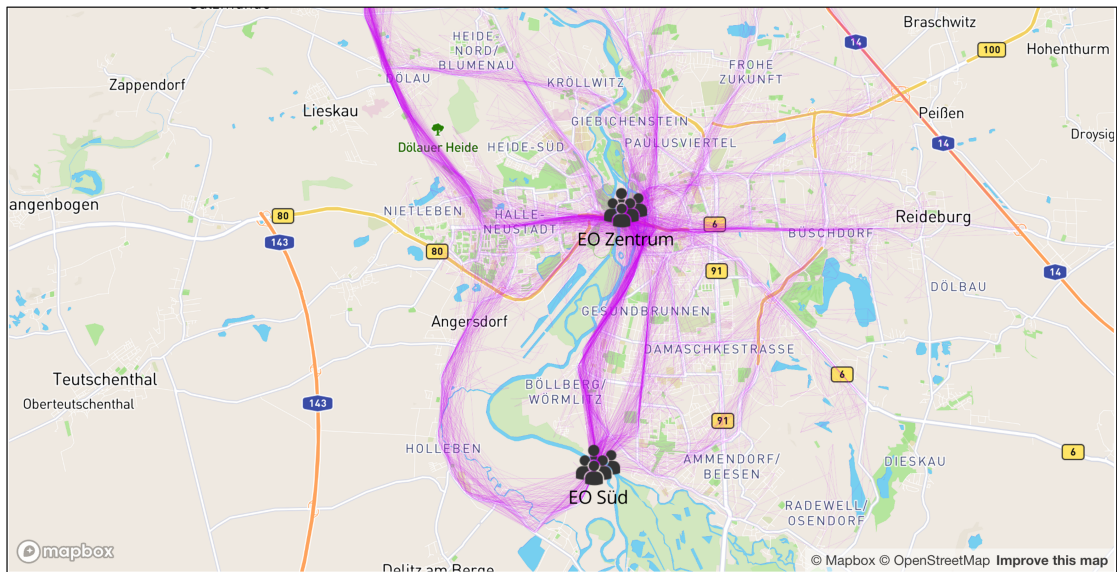 Braschwitz
14
100
Hohenthurm
HEIDE-
NORD/
BLUMENAU
DÖLAU
FROHE
ZUKUNFT
Zappendorf
KRÖLLWITZ
Lieskau
Peißen
GIEBICHENSTEIN
Droysig
14
Dölauer Heide
HEIDE-SÜD
PAULUSVIERTEL
angenbogen
80
NIETLEBEN
HALLE-
NEUSTADT
6
Reideburg
BÜSCHDORF
EO Zentrum
143
80
91
14
DÖLBAU
Angersdorf
GESUNDBRUNNEN
DAMASCHKESTRASSE
Teutschenthal
6
BÖLLBERG/
WÖRMLITZ
Oberteutschenthal
143
91
HOLLEBEN
6
AMMENDORF/
BEESEN
DIESKAU
EO Süd
RADEWELL/
OSENDORF
mapbox
© Mapbox © OpenStreetMap Improve this map
Delitz am Berge